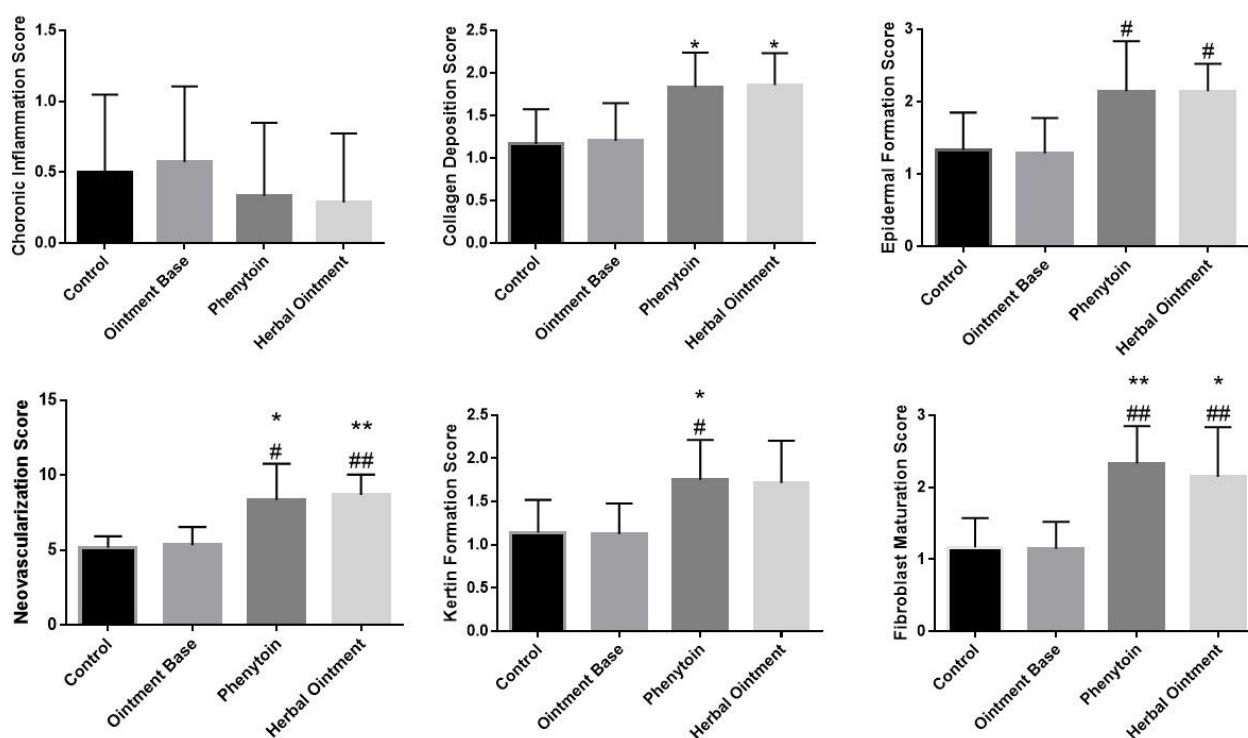 Choronic Inflammation Score
1.5
1.0
0.5
0.0
Control
Ointment Base
Phenytoin
Herbal Ointment
Collagen Deposition Score
2.5
2.0
1.5
1.0
0.5
0.0
*
*
Control
Ointment Base
Phenytoin
Herbal Ointment
Epidermal Formation Score
3
2
1
0
#
#
Control
Ointment Base
Phenytoin
Herbal Ointment
Neovascularization Score
15
10
5
0
*
#
**
##
Control
Ointment Base
Phenytoin
Herbal Ointment
Kertin Formation Score
2.5
2.0
1.5
1.0
0.5
0.0
*
#
Control
Ointment Base
Phenytoin
Herbal Ointment
Fibroblast Maturation Score
3
2
1
0
**
##
*
##
Control
Ointment Base
Phenytoin
Herbal Ointment